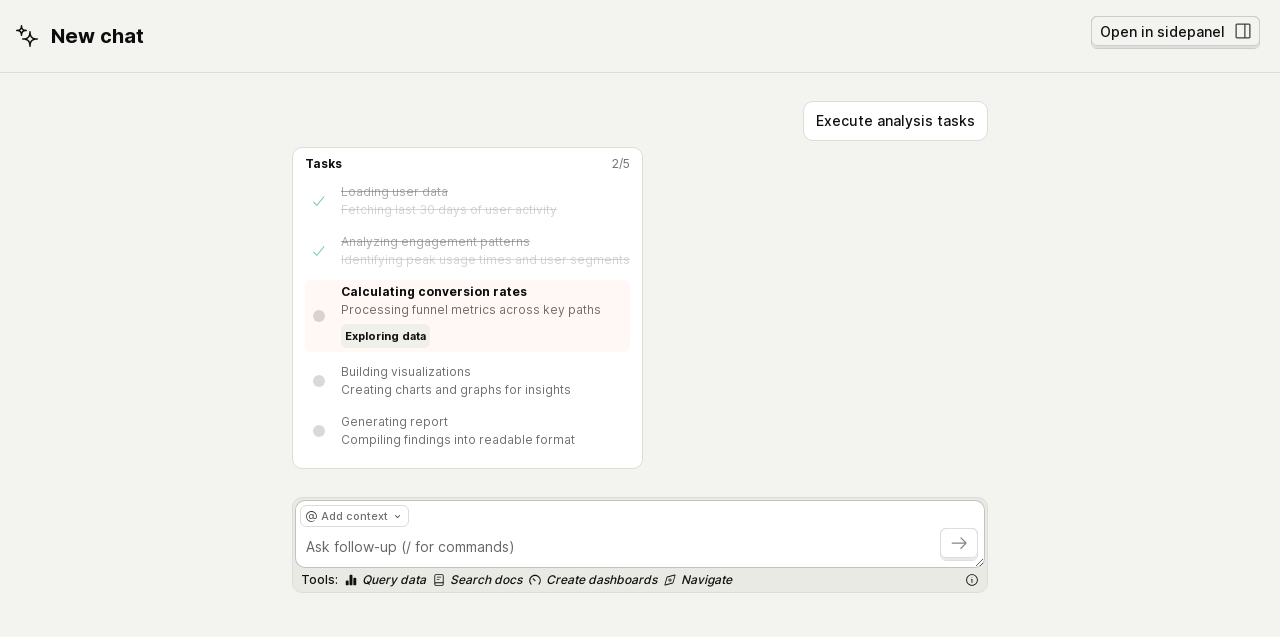 New chat
Open in sidepanel
Execute analysis tasks
Tasks 2/5
Loading user data
Fetching last 30 days of user activity
Analyzing engagement patterns
Identifying peak usage times and user segments
Calculating conversion rates
Processing funnel metrics across key paths
Exploring data
Building visualizations
Creating charts and graphs for insights
Generating report
Compiling findings into readable format
@ Add context
Ask follow-up (/ for commands)
Tools: Query data Search docs Create dashboards Navigate